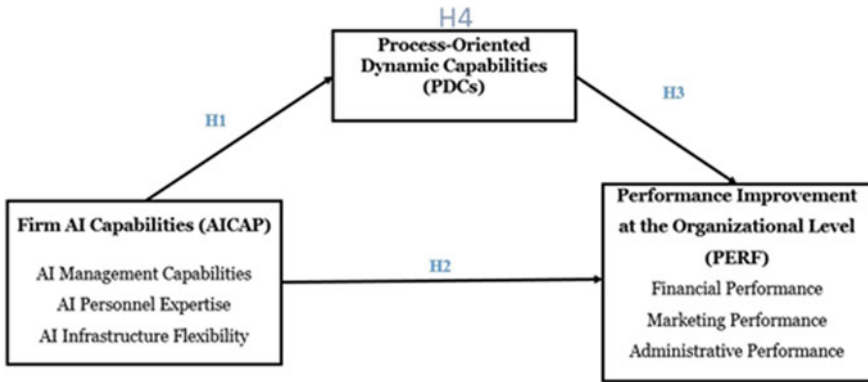 H4
Process-Oriented
Dynamic Capabilities
(PDCs)
H1
H3
Firm AI Capabilities (AICAP)
AI Management Capabilities
AI Personnel Expertise
AI Infrastructure Flexibility
H2
Performance Improvement
at the Organizational Level
(PERF)
Financial Performance
Marketing Performance
Administrative Performance